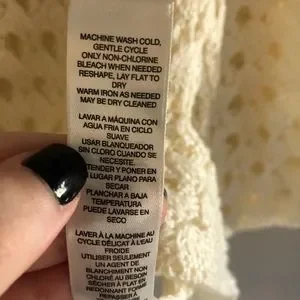 MACHINE WASH COLD,
GENTLE CYCLE
ONLY NON-CHLORINE
BLEACH WHEN NEEDED
RESHAPE, LAY FLAT TO
DRY
WARM IRON AS NEEDED
MAY BE DRY CLEANED
LAVAR A MÁQUINA CON
AGUA FRIA EN CICLO
SUAVE
USAR BLANQUEADOR
SIN CLORO CUANDO SE
NECESITE.
TENDER Y PONER EN
LUGAR PLANO PARA
SECAR
PLANCHAR A BAJA
TEMPERATURA
PUEDE LAVARSE EN
SECO
LAVER À LA MACHINE AU
CYCLE DÉLICAT À L'EAU
FROIDE
UTILISER SEULEMENT
UN AGENT DE
BLANCHIMENT NON
CHLORÉ AU BESOIN
SÉCHER À PLAT EN
REDONNANT FORME
REPASSER À